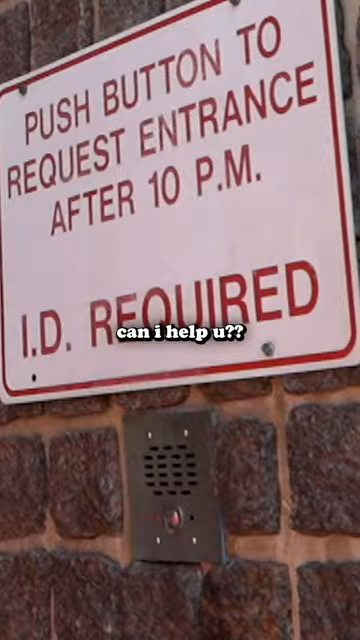 PUSH BUTTON TO
REQUEST ENTRANCE
AFTER 10 P.M.
I.D. REQUIRED
can i help u??